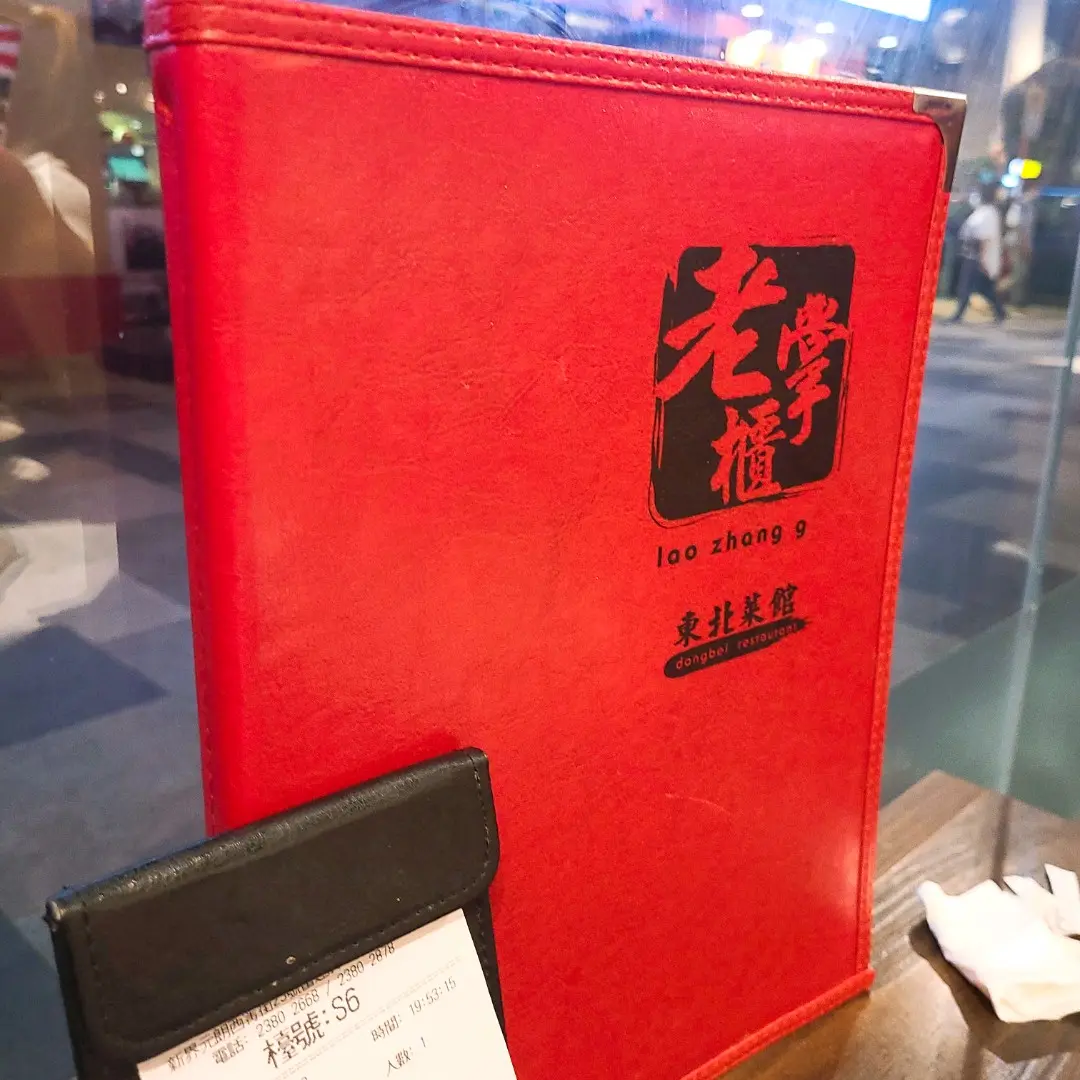 老掌櫃
lao zhang g
東北菜館
dongbei restaurant
電話: 2380 2668 / 2380-2878
檯號:S6
時間: 19:53:15
人數: 1